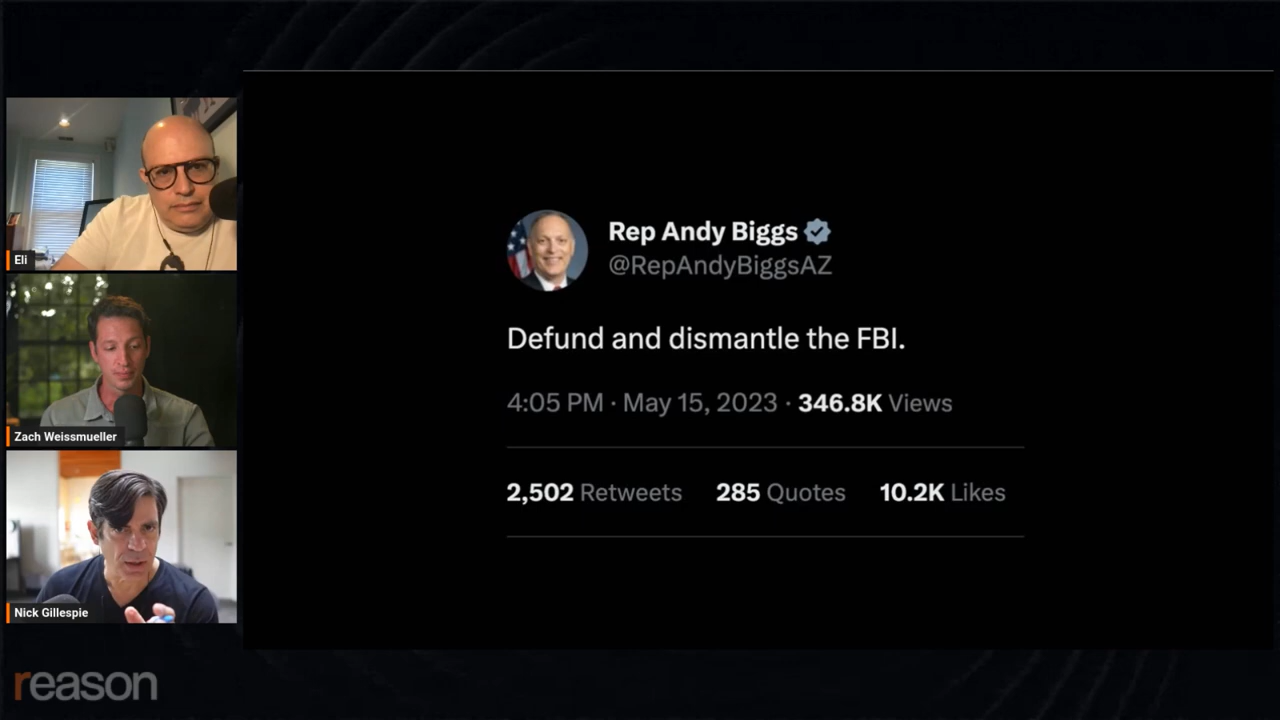 Eli
Zach Weissmueller
Nick Gillespie
reason
Rep Andy Biggs
@RepAndyBiggsAZ
Defund and dismantle the FBI.
4:05 PM · May 15, 2023 · 346.8K Views
2,502 Retweets 285 Quotes 10.2K Likes